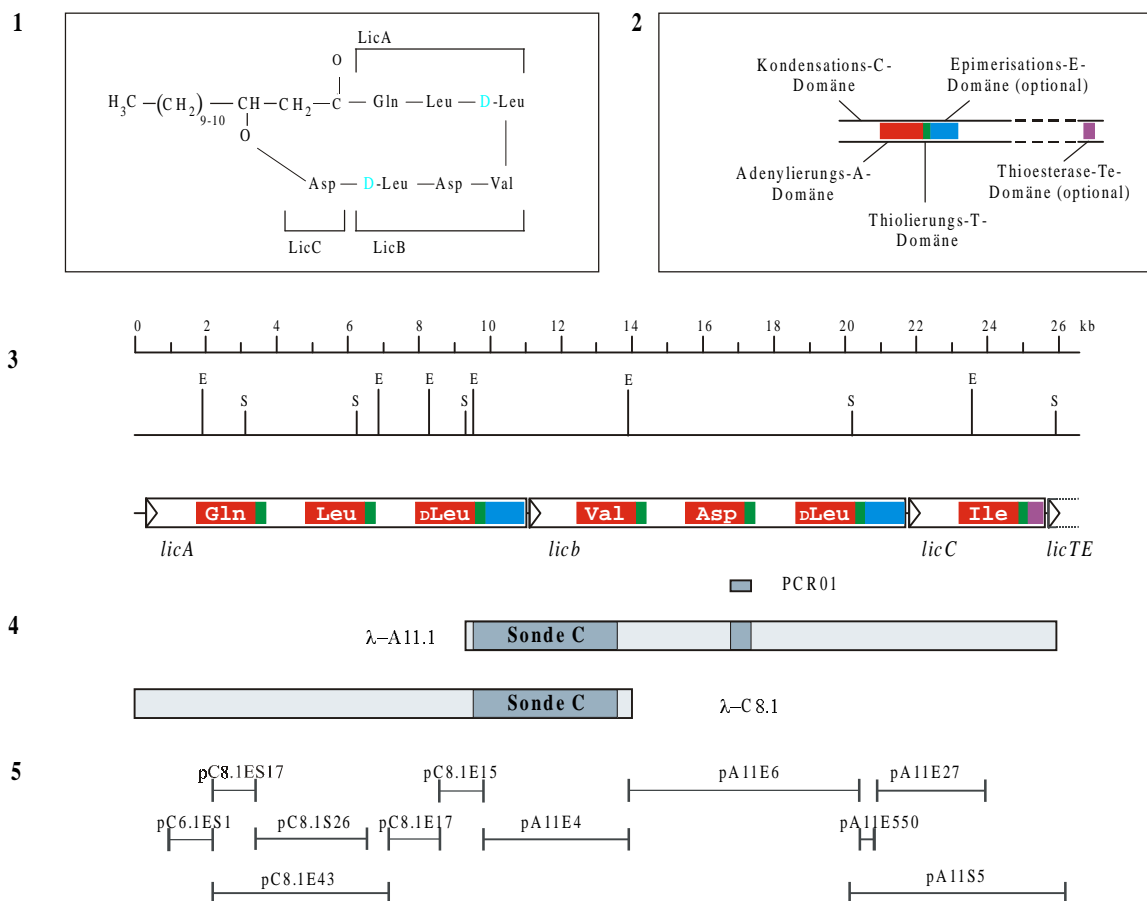 1
LicA
O
H3C —(CH2)9-10— CH — CH2 — C — Gln — Leu — D-Leu
O
Asp — D-Leu — Asp — Val
LicC
LicB
2
Kondensations-C-
Domäne
Epimerisations-E-
Domäne (optional)
Adenylierungs-A-
Domäne
Thiolierungs-T-
Domäne
Thioesterase-Te-
Domäne (optional)
3
0 2 4 6 8 10 12 14 16 18 20 22 24 26 kb
E S S E E S E E S E S
Gln Leu DLeu Val Asp DLeu Ile
licA licb licC licTE
PCR01
4
λ–A11.1
Sonde C
Sonde C
λ–C8.1
5
pC8.1ES17 pC8.1E15 pA11E6 pA11E27
pC6.1ES1 pC8.1S26 pC8.1E17 pA11E4 pA11E550
pC8.1E43 pA11S5